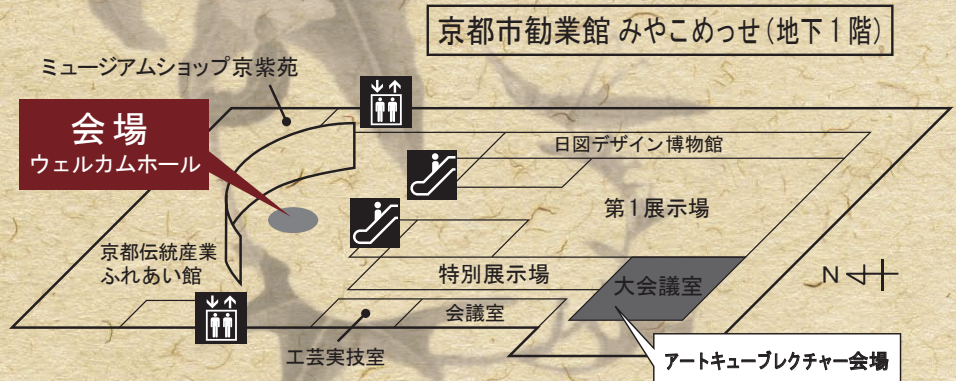 京都市勧業館 みやこめっせ(地下1階)
ミュージアムショップ京紫苑
会場
ウェルカムホール
日図デザイン博物館
第1展示場
京都伝統産業
ふれあい館
特別展示場
大会議室
N
会議室
工芸実技室
アートキューブレクチャー会場